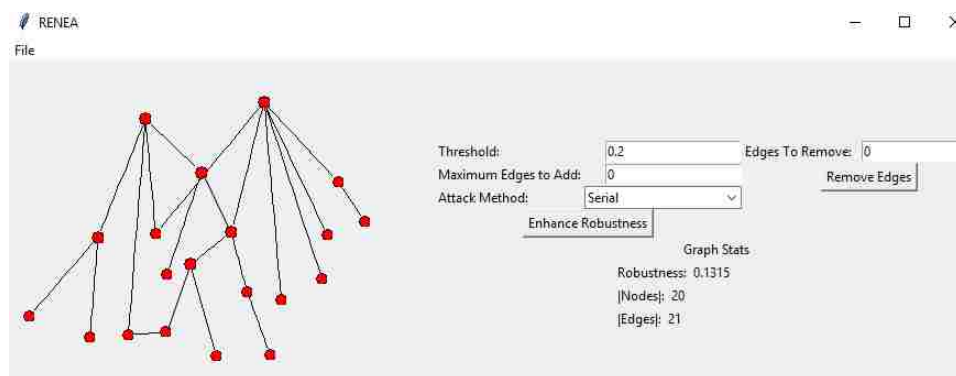 RENEA
File
Threshold: 0.2 Edges To Remove: 0
Maximum Edges to Add: 0 Remove Edges
Attack Method: Serial
Enhance Robustness
Graph Stats
Robustness: 0.1315
|Nodes|: 20
|Edges|: 21